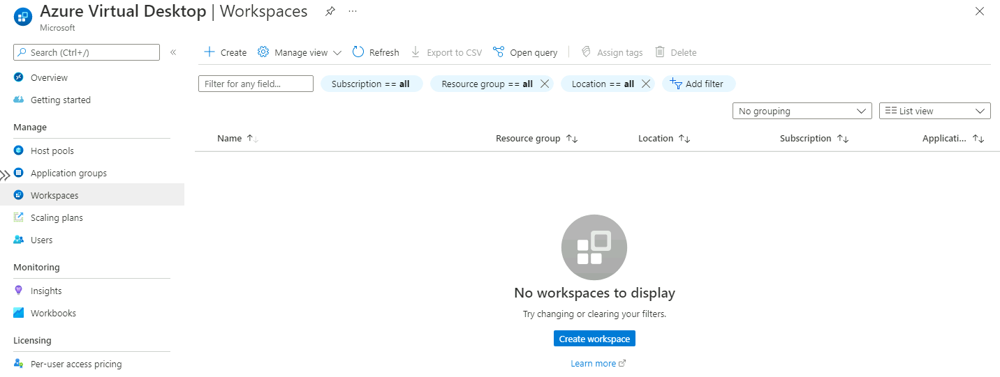 Azure Virtual Desktop | Workspaces
Microsoft
Search (Ctrl+/)
Overview
Getting started
Manage
Host pools
Application groups
Workspaces
Scaling plans
Users
Monitoring
Insights
Workbooks
Licensing
Per-user access pricing
Create Manage view Refresh Export to CSV Open query Assign tags Delete
Filter for any field... Subscription == all Resource group == all Location == all Add filter
No grouping List view
Name Resource group Location Subscription Applicati...
No workspaces to display
Try changing or clearing your filters.
Create workspace
Learn more